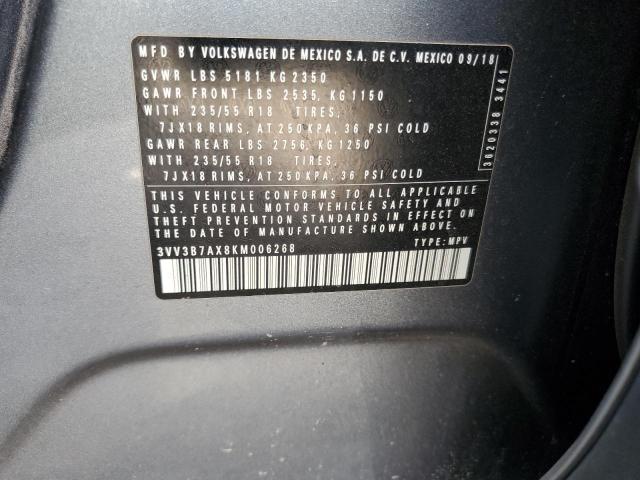 MFD BY VOLKSWAGEN DE MEXICO S.A. DE C.V. MEXICO 09/18
GVWR LBS 5181 KG 2350
GAWR FRONT LBS 2535, KG 1150
WITH 235/55 R18 TIRES,
7JX18 RIMS, AT 250 KPA, 36 PSI COLD
GAWR REAR LBS 2756, KG 1250
WITH 235/55 R18 TIRES,
7JX18 RIMS, AT 250 KPA, 36 PSI COLD
THIS VEHICLE CONFORMS TO ALL APPLICABLE
U.S. FEDERAL MOTOR VEHICLE SAFETY AND
THEFT PREVENTION STANDARDS IN EFFECT ON
THE DATE OF MANUFACTURE SHOWN ABOVE.
3VV3B7AX8KM006268
TYPE: MPV
3620338 3441